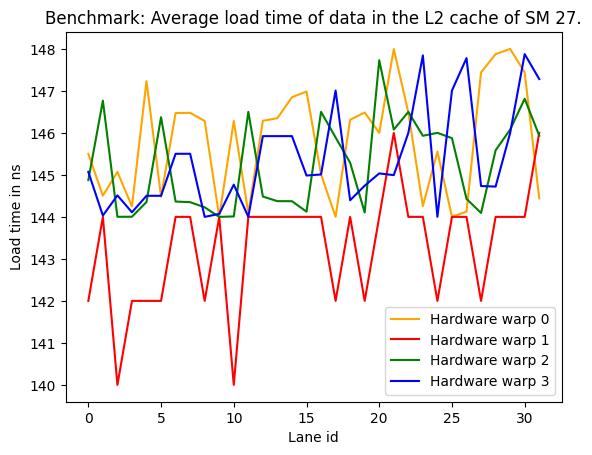 Benchmark: Average load time of data in the L2 cache of SM 27.
148
147
146
145
144
143
142
141
140
Load time in ns
0
5
10
15
20
25
30
Lane id
Hardware warp 0
Hardware warp 1
Hardware warp 2
Hardware warp 3